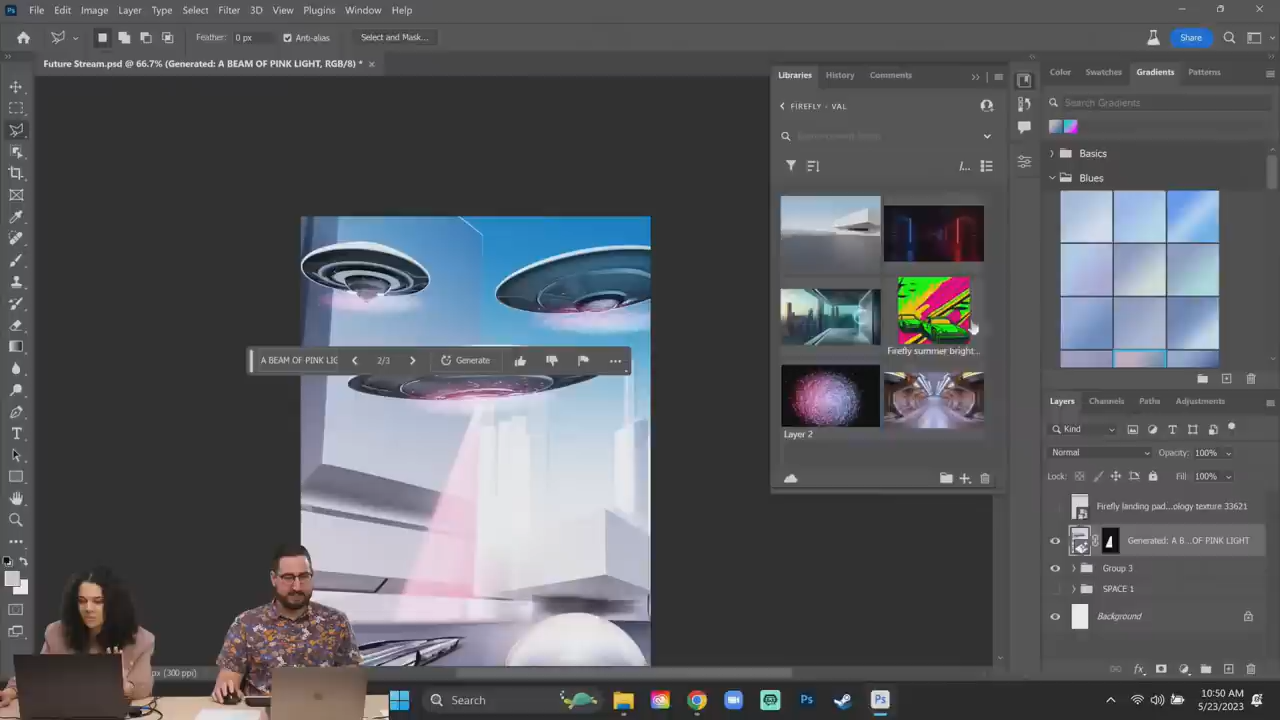 Ps File Edit Image Layer Type Select Filter 3D View Plugins Window Help
Feather: 0 px Anti-alias Select and Mask... Share
Future Stream.psd @ 66.7% (Generated: A BEAM OF PINK LIGHT, RGB/8) * ×
Libraries History Comments
Color Swatches Gradients Patterns
FIREFLY - VAL
Search Gradients
Basics
Blues
A BEAM OF PINK LIG 2/3 Generate
Firefly summer bright...
Layer 2
Layers Channels Paths Adjustments
Kind
Normal Opacity: 100%
Lock: Fill: 100%
Firefly landing pad...ology texture 33621
Generated: A B...OF PINK LIGHT
Group 3
SPACE 1
Background
px (300 ppi)
fx
Search
Ps
Ps
10:50 AM
5/23/2023